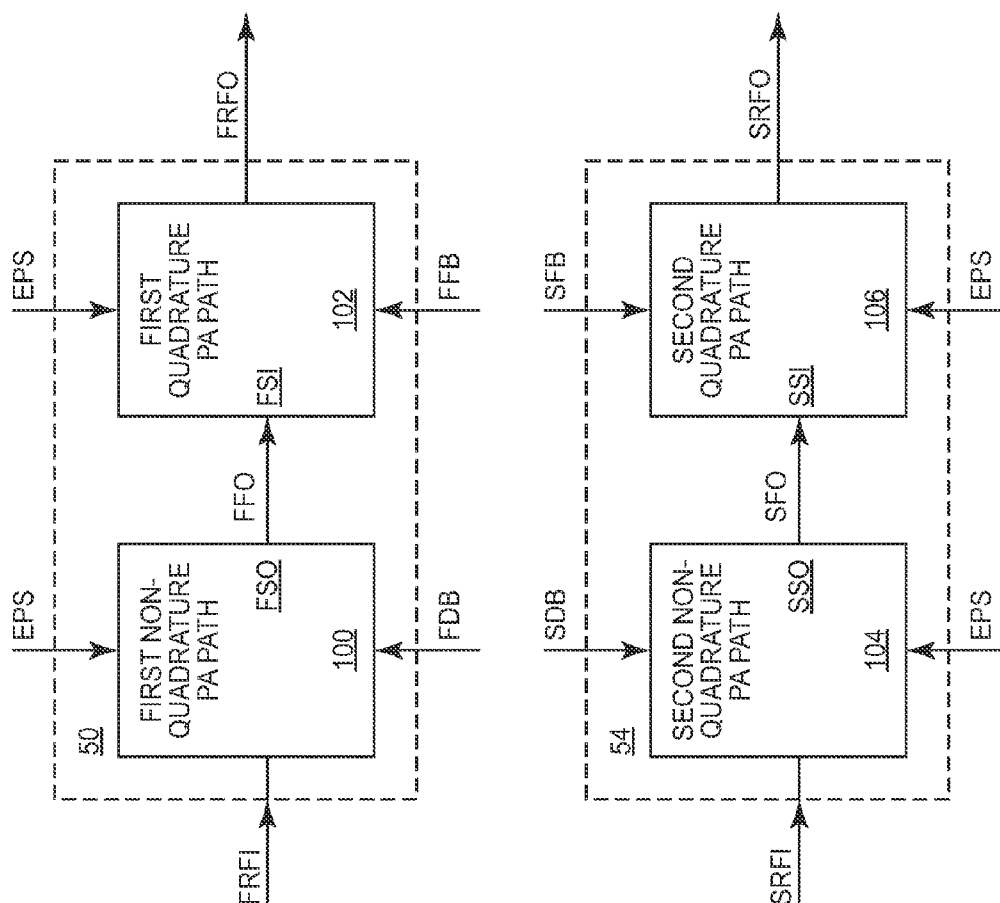 EPS
EPS
50
FIRST NON-
QUADRATURE
PA PATH
FSO
100
FIRST
QUADRATURE
PA PATH
FSI
102
FRFI
FFO
FRFO
FDB
FFB
SDB
SFB
54
SECOND NON-
QUADRATURE
PA PATH
SSO
104
SECOND
QUADRATURE
PA PATH
SSI
106
SRFI
SFO
SRFO
EPS
EPS